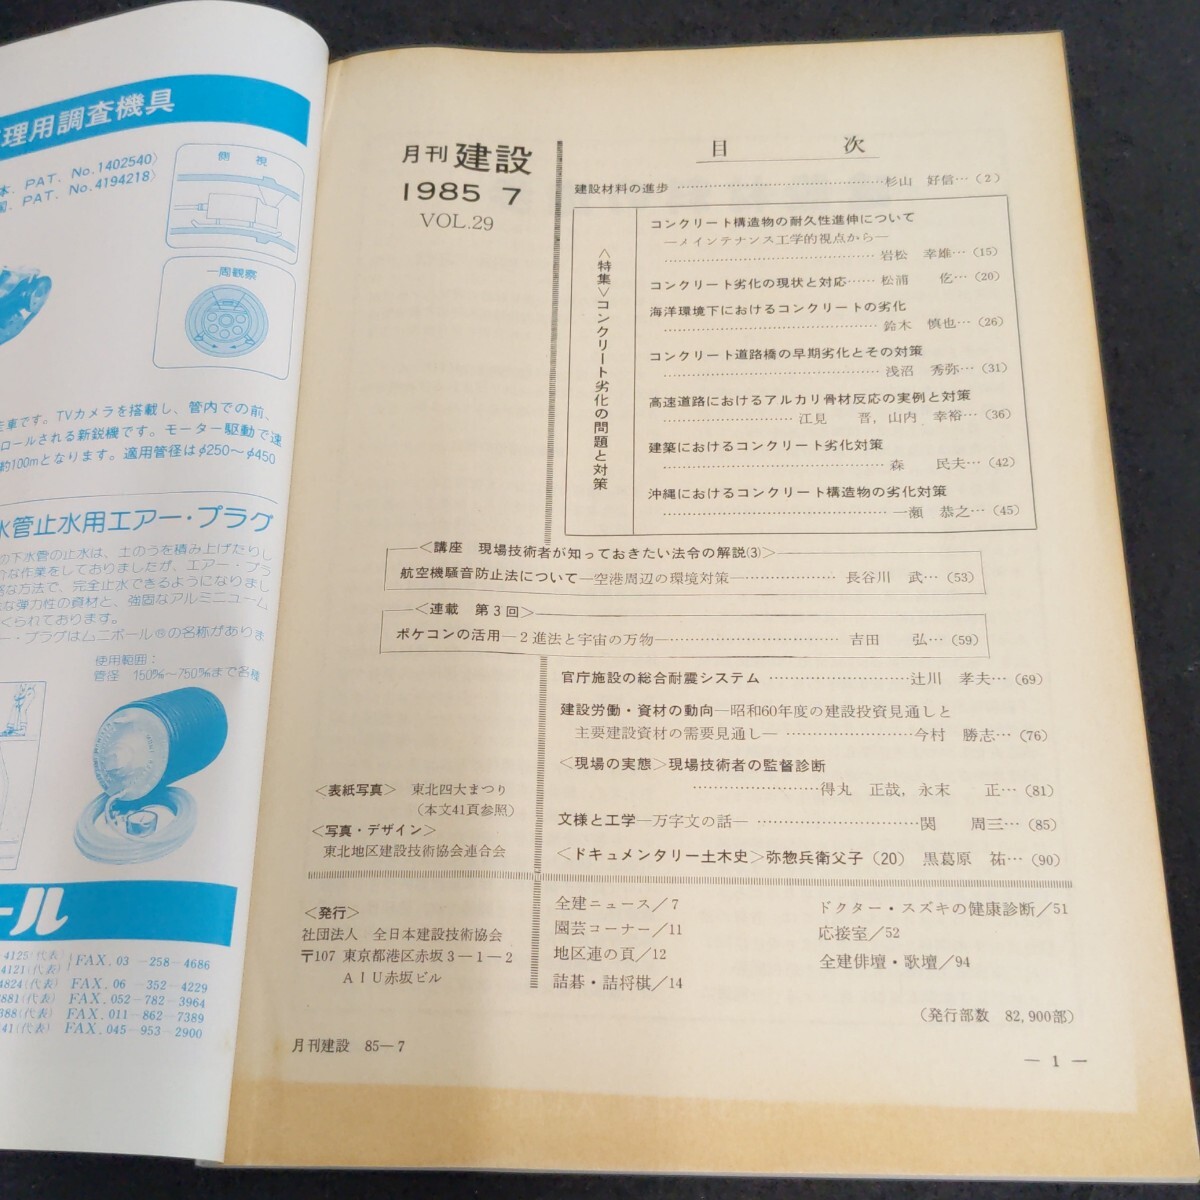 理用調査機具
PAT. No.1402540〉
PAT. No.4194218〉
側視
一周観察
走車です。TVカメラを搭載し、管内での前、
ロールされる新鋭機です。モーター駆動で速
約100mとなります。適用管径はφ250〜φ450
水管止水用エアー・プラグ
の下水管の止水は、土のうを積み上げたりし
な作業をしておりましたが、エアー・プラ
な方法で、完全止水できるようになりまし
な弾力性の資材と、強固なアルミニューム
くられております。
ー・プラグはムニボール®の名称がありま
使用範囲：
管径 150%〜750%まで各種
ール
4125(代表)
4121(代表)
FAX. 03－258－4686
4824(代表) FAX. 06－352－4229
881(代表) FAX. 052－782－3964
388(代表) FAX. 011－862－7389
41(代表) FAX. 045－953－2900
月刊 建設
1985 7
VOL.29
目次
建設材料の進歩……杉山 好信…（2）
〈特集〉コンクリート劣化の問題と対策
コンクリート構造物の耐久性進伸について
―メインテナンス工学的視点から―
……岩松 幸雄…（15）
コンクリート劣化の現状と対応……松浦 仡…（20）
海洋環境下におけるコンクリートの劣化
……鈴木 慎也…（26）
コンクリート道路橋の早期劣化とその対策
……浅沼 秀弥…（31）
高速道路におけるアルカリ骨材反応の実例と対策
……江見 晋，山内 幸裕…（36）
建築におけるコンクリート劣化対策
……森 民夫…（42）
沖縄におけるコンクリート構造物の劣化対策
……一瀬 恭之…（45）
＜講座 現場技術者が知っておきたい法令の解説(3)＞
航空機騒音防止法について―空港周辺の環境対策―……長谷川 武…（53）
＜連載 第3回＞
ポケコンの活用―2進法と宇宙の万物―……吉田 弘…（59）
官庁施設の総合耐震システム……辻川 孝夫…（69）
建設労働・資材の動向―昭和60年度の建設投資見通しと
主要建設資材の需要見通し―……今村 勝志…（76）
＜現場の実態＞現場技術者の監督診断
……得丸 正哉，永末 正…（81）
文様と工学―万字文の話―……関 周三…（85）
＜ドキュメンタリー土木史＞弥惣兵衛父子（20） 黒葛原 祐…（90）
＜表紙写真＞ 東北四大まつり
（本文41頁参照）
＜写真・デザイン＞
東北地区建設技術協会連合会
＜発行＞
社団法人 全日本建設技術協会
〒107 東京都港区赤坂3－1－2
AIU赤坂ビル
全建ニュース／7
園芸コーナー／11
地区連の頁／12
詰碁・詰将棋／14
ドクター・スズキの健康診断／51
応接室／52
全建俳壇・歌壇／94
（発行部数 82,900部）
月刊建設 85－7
― 1 ―